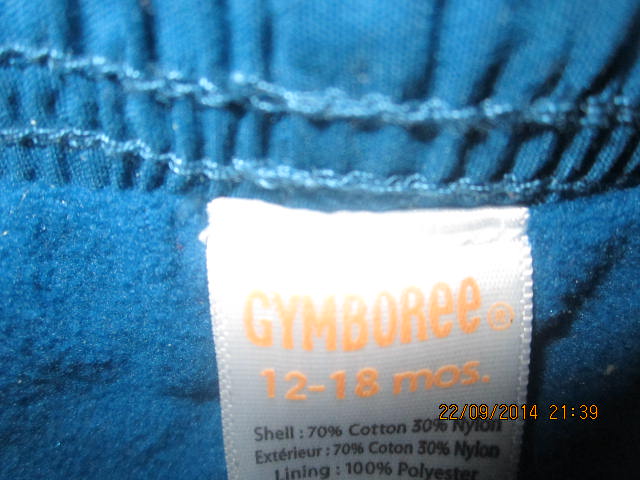 GYMBOREE®
12-18 mos.
22/09/2014 21:39
Shell : 70% Cotton 30% Nylon
Extérieur : 70% Coton 30% Nylon
Lining : 100% Polyester